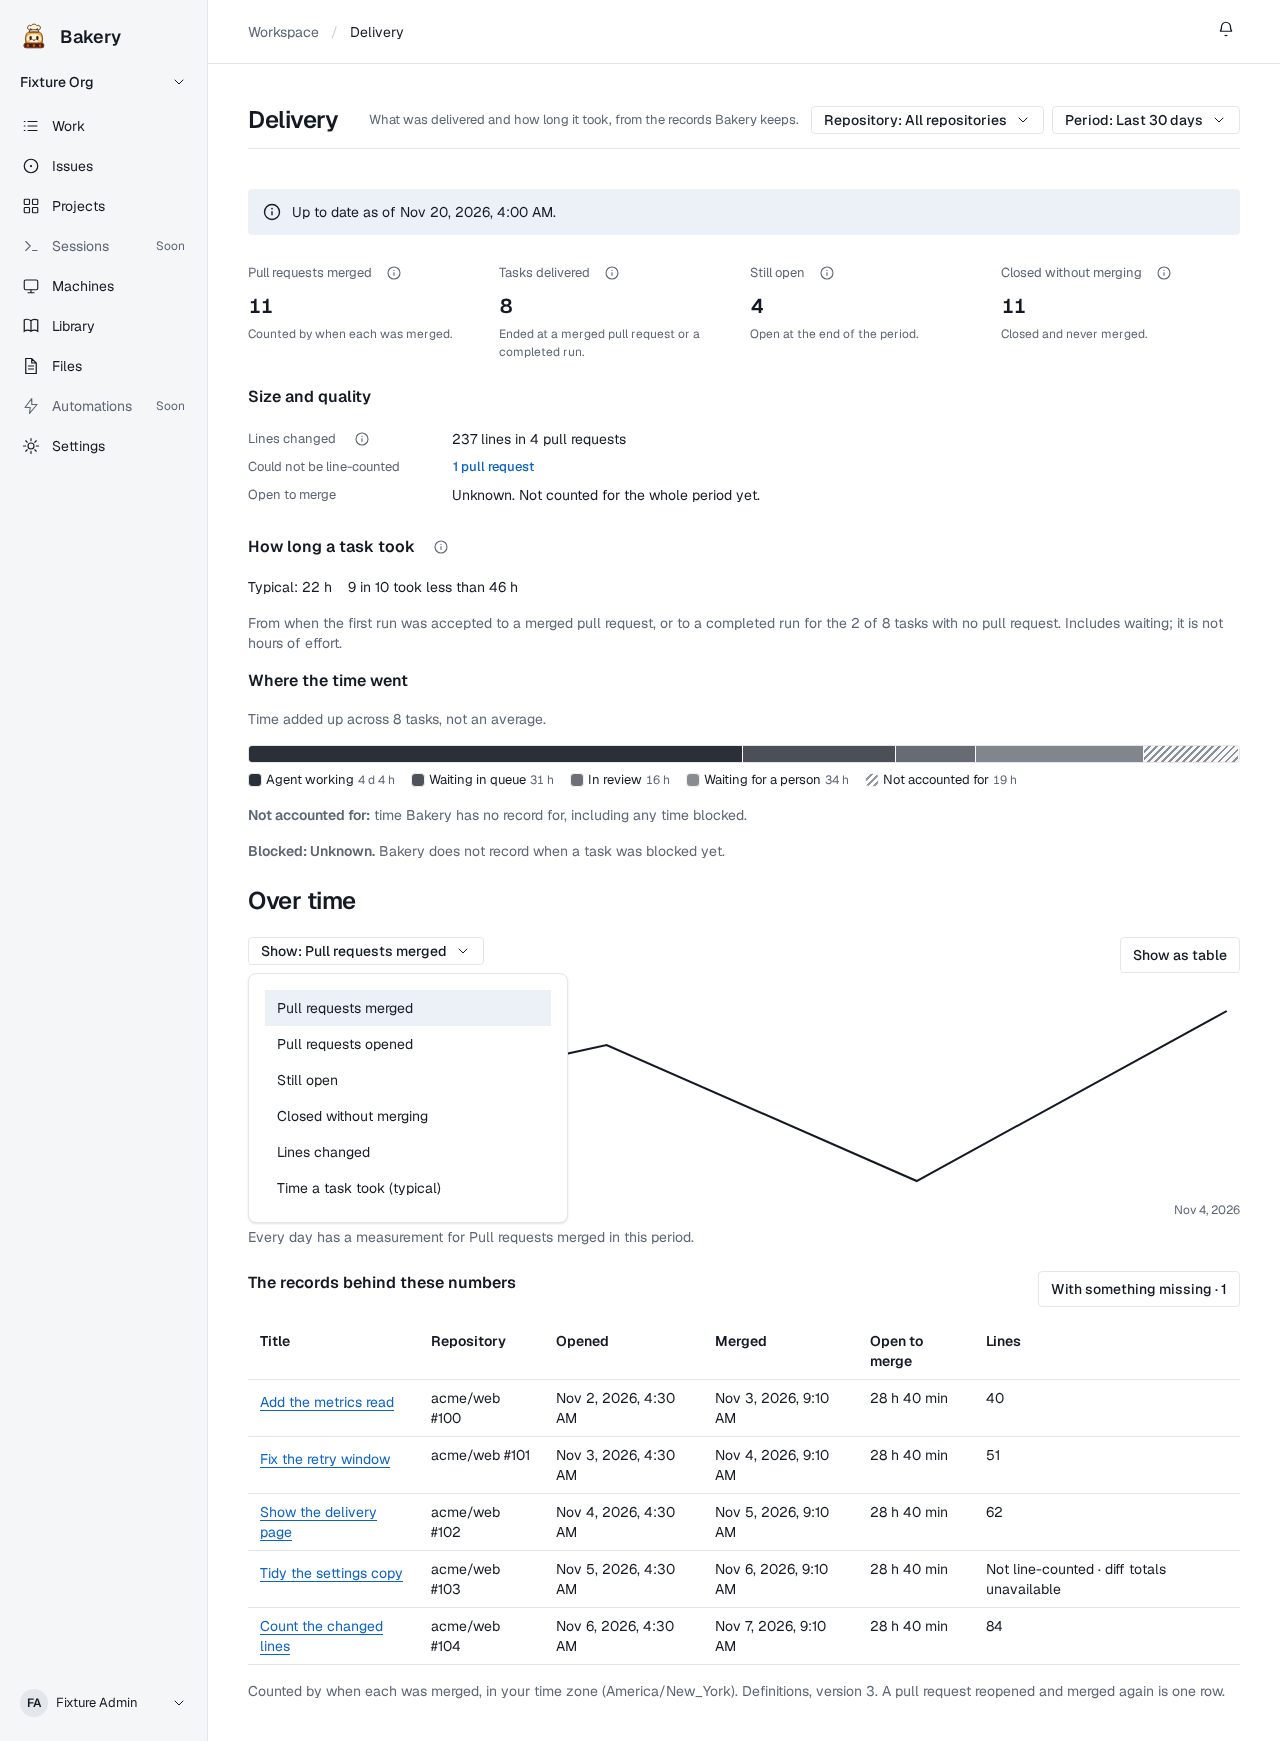 Bakery
Fixture Org
Work
Issues
Projects
Sessions Soon
Machines
Library
Files
Automations Soon
Settings
FA Fixture Admin
Workspace / Delivery
Delivery
What was delivered and how long it took, from the records Bakery keeps.
Repository: All repositories
Period: Last 30 days
Up to date as of Nov 20, 2026, 4:00 AM.
Pull requests merged
11
Counted by when each was merged.
Tasks delivered
8
Ended at a merged pull request or a
completed run.
Still open
4
Open at the end of the period.
Closed without merging
11
Closed and never merged.
Size and quality
Lines changed 237 lines in 4 pull requests
Could not be line-counted 1 pull request
Open to merge Unknown. Not counted for the whole period yet.
How long a task took
Typical: 22 h 9 in 10 took less than 46 h
From when the first run was accepted to a merged pull request, or to a completed run for the 2 of 8 tasks with no pull request. Includes waiting; it is not
hours of effort.
Where the time went
Time added up across 8 tasks, not an average.
Agent working 4 d 4 h Waiting in queue 31 h In review 16 h Waiting for a person 34 h Not accounted for 19 h
Not accounted for: time Bakery has no record for, including any time blocked.
Blocked: Unknown. Bakery does not record when a task was blocked yet.
Over time
Show: Pull requests merged
Show as table
Pull requests merged
Pull requests opened
Still open
Closed without merging
Lines changed
Time a task took (typical)
Nov 4, 2026
Every day has a measurement for Pull requests merged in this period.
The records behind these numbers
With something missing · 1
Title Repository Opened Merged Open to
merge Lines
Add the metrics read acme/web
#100 Nov 2, 2026, 4:30
AM Nov 3, 2026, 9:10
AM 28 h 40 min 40
Fix the retry window acme/web #101 Nov 3, 2026, 4:30
AM Nov 4, 2026, 9:10
AM 28 h 40 min 51
Show the delivery
page acme/web
#102 Nov 4, 2026, 4:30
AM Nov 5, 2026, 9:10
AM 28 h 40 min 62
Tidy the settings copy acme/web
#103 Nov 5, 2026, 4:30
AM Nov 6, 2026, 9:10
AM 28 h 40 min Not line-counted · diff totals
unavailable
Count the changed
lines acme/web
#104 Nov 6, 2026, 4:30
AM Nov 7, 2026, 9:10
AM 28 h 40 min 84
Counted by when each was merged, in your time zone (America/New_York). Definitions, version 3. A pull request reopened and merged again is one row.